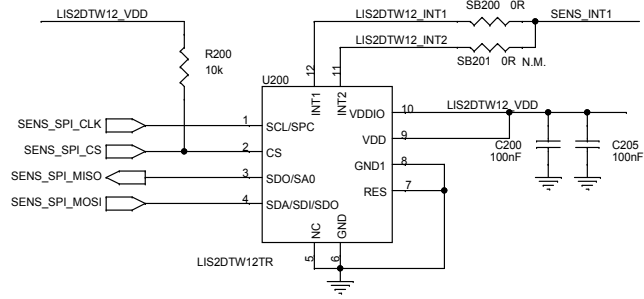 SB200 0R
LIS2DTW12_VDD
LIS2DTW12_INT1
SENS_INT1
R200
10k
LIS2DTW12_INT2
SB201 0R N.M.
U200
12
11
INT1
INT2
VDDIO
10
LIS2DTW12_VDD
SENS_SPI_CLK
1
SCL/SPC
VDD
9
SENS_SPI_CS
2
CS
GND1
8
C200
100nF
C205
100nF
SENS_SPI_MISO
3
SDO/SA0
RES
7
SENS_SPI_MOSI
4
SDA/SDI/SDO
NC
GND
5
6
LIS2DTW12TR